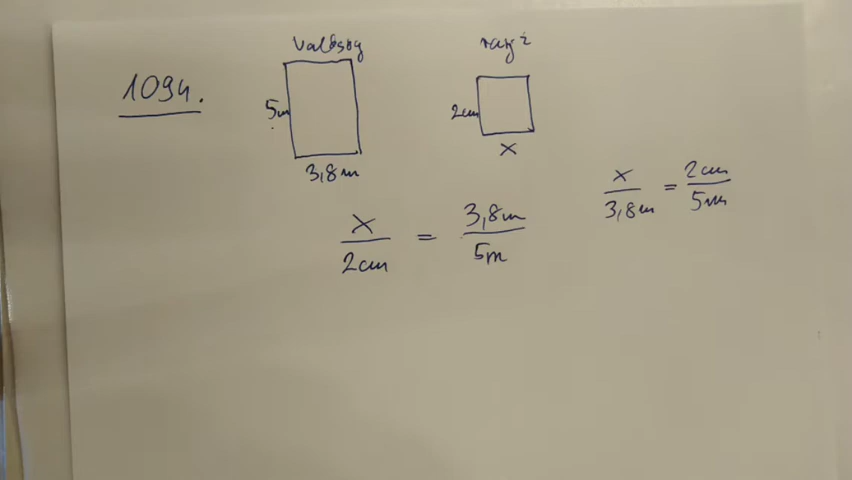 1094.
Valóság
5m
3,8m
rajz
2cm
x
x/2cm = 3,8m/5m
x/3,8m = 2cm/5m